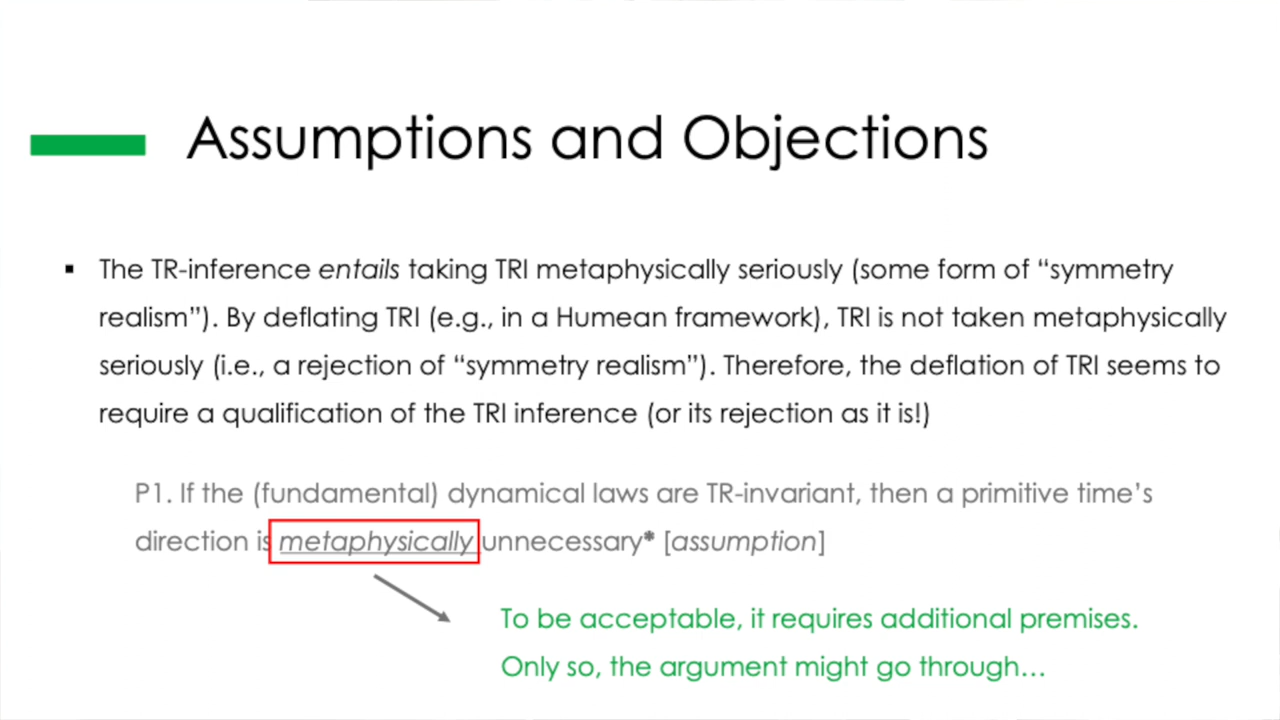 Assumptions and Objections
▪ The TR-inference entails taking TRI metaphysically seriously (some form of “symmetry
realism”). By deflating TRI (e.g., in a Humean framework), TRI is not taken metaphysically
seriously (i.e., a rejection of “symmetry realism”). Therefore, the deflation of TRI seems to
require a qualification of the TRI inference (or its rejection as it is!)
P1. If the (fundamental) dynamical laws are TR-invariant, then a primitive time’s
direction is metaphysically unnecessary* [assumption]
To be acceptable, it requires additional premises.
Only so, the argument might go through…